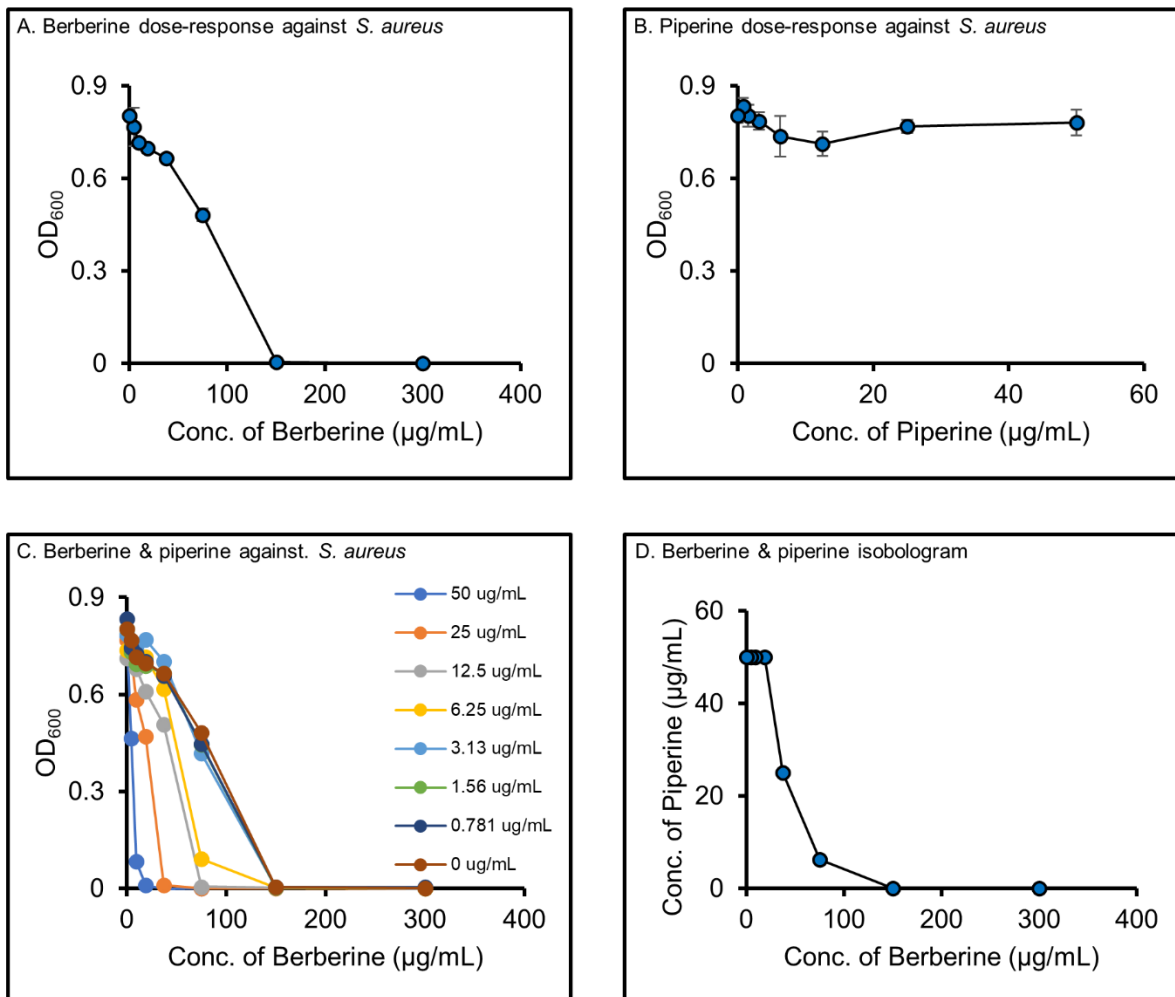 A. Berberine dose-response against S. aureus
0.9
0.6
0.3
0
OD600
0 100 200 300 400
Conc. of Berberine (µg/mL)
B. Piperine dose-response against S. aureus
0.9
0.6
0.3
0
OD600
0 20 40 60
Conc. of Piperine (µg/mL)
C. Berberine & piperine against. S. aureus
0.9
0.6
0.3
0
OD600
50 ug/mL
25 ug/mL
12.5 ug/mL
6.25 ug/mL
3.13 ug/mL
1.56 ug/mL
0.781 ug/mL
0 ug/mL
0 100 200 300 400
Conc. of Berberine (µg/mL)
D. Berberine & piperine isobologram
60
40
20
0
Conc. of Piperine (µg/mL)
0 100 200 300 400
Conc. of Berberine (µg/mL)